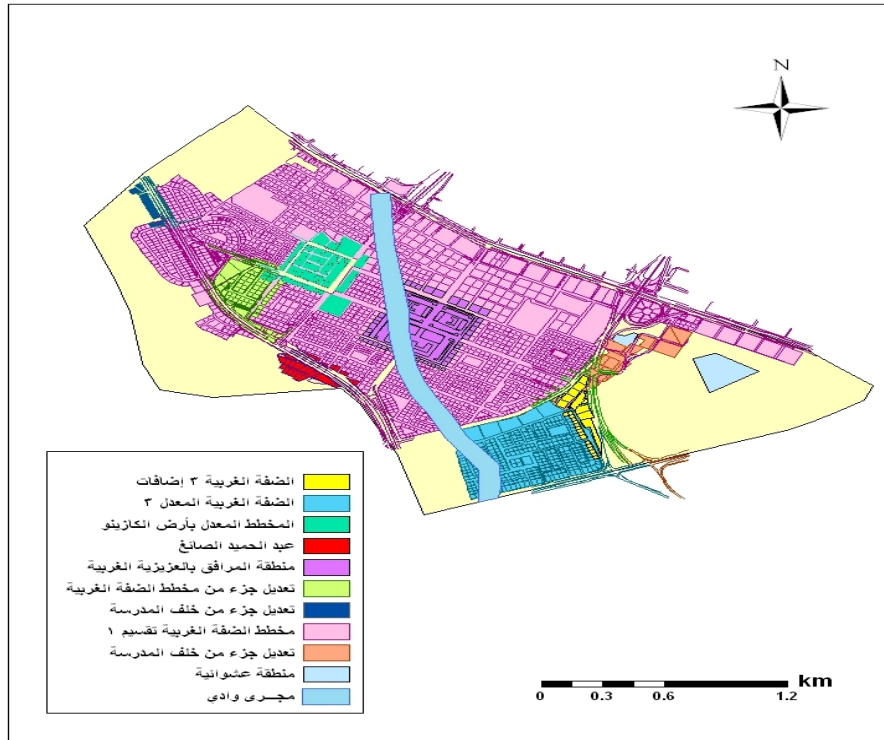 N
الضفة الغربية ٣ إضافات
الضفة الغربية المعدل ٣
المخطط المعدل بأرض الكازينو
عبد الحميد الصائغ
منطقة المرافق بالعزيزية الغربية
تعديل جزء من مخطط الضفة الغربية
تعديل جزء من خلف المدرسة
مخطط الضفة الغربية تقسيم ١
تعديل جزء من خلف المدرسة
منطقة عشوائية
مجـــرى وادي
km
0 0.3 0.6 1.2